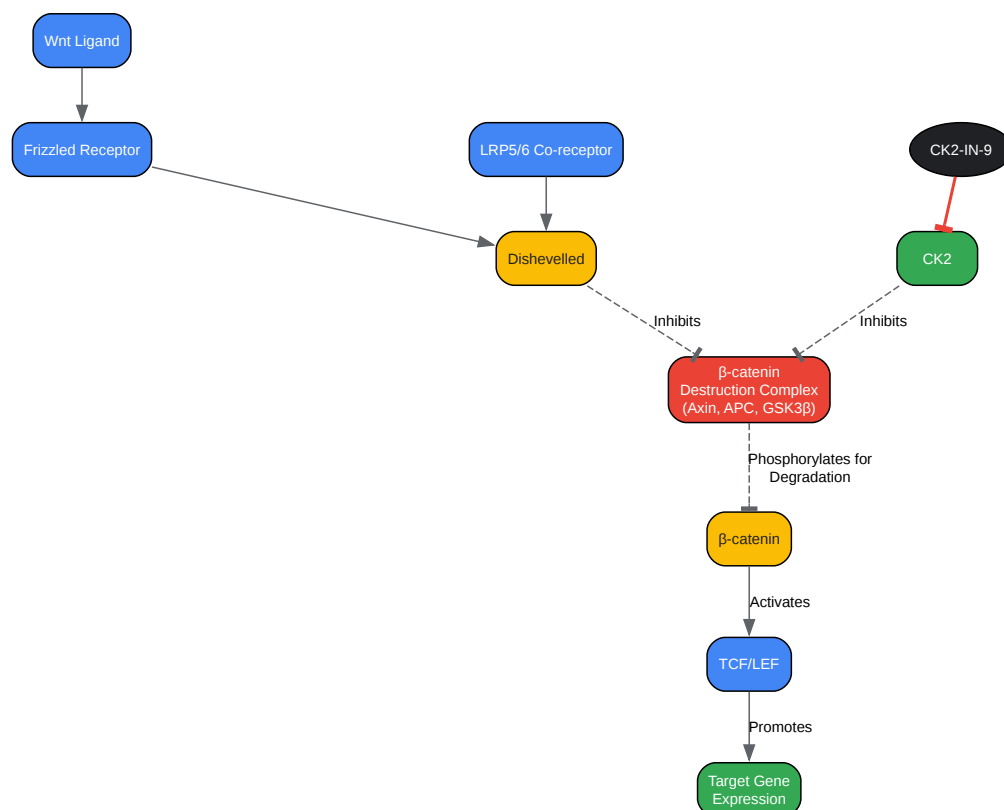 Wnt Ligand
Frizzled Receptor
LRP5/6 Co-receptor
CK2-IN-9
Dishevelled
CK2
Inhibits
Inhibits
β-catenin
Destruction Complex
(Axin, APC, GSK3β)
Phosphorylates for
Degradation
β-catenin
Activates
TCF/LEF
Promotes
Target Gene
Expression